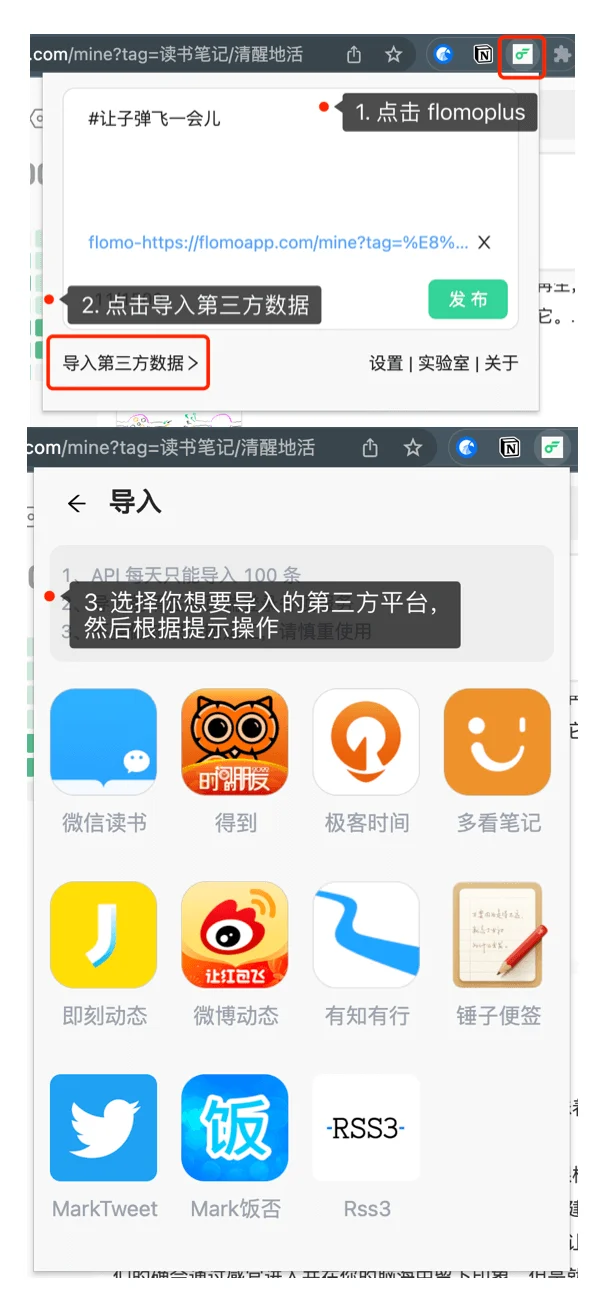 .com/mine?tag=读书笔记/清醒地活
#让子弹飞一会儿
1. 点击 flomoplus
flomo-https://flomoapp.com/mine?tag=%E8%... X
2. 点击导入第三方数据
发布
导入第三方数据 >
设置 | 实验室 | 关于
它。.
com/mine?tag=读书笔记/清醒地活
← 导入
1、API 每天只能导入 100 条
2、
3. 选择你想要导入的第三方平台，
然后根据提示操作
3、
请慎重使用
时间的朋友
微信读书
得到
极客时间
多看笔记
让红包飞
即刻动态
微博动态
有知有行
锤子便签
饭
-RSS3-
MarkTweet
Mark饭否
Rss3